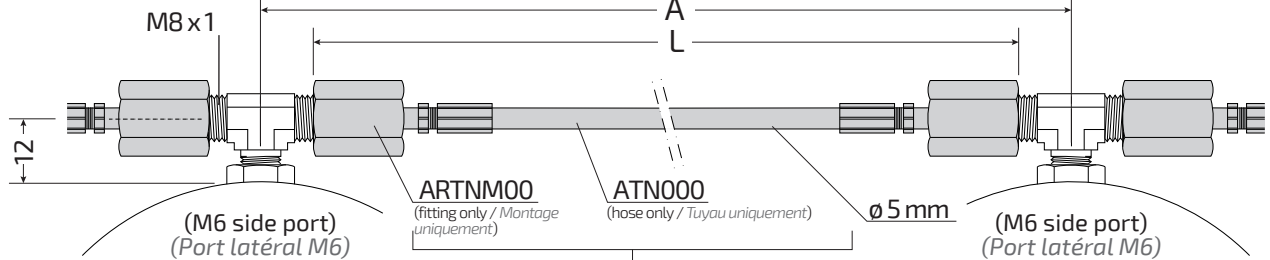 A
M8 x 1
L
12
ARTNM00
(fitting only / Montage
uniquement)
ATN000
(hose only / Tuyau uniquement)
ø 5 mm
(M6 side port)
(Port latéral M6)
(M6 side port)
(Port latéral M6)